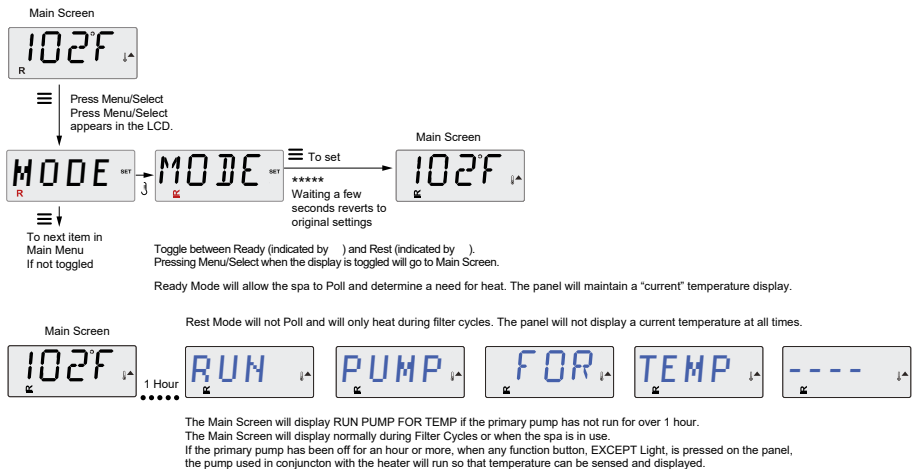 Main Screen
102°F
R
Press Menu/Select
Press Menu/Select
appears in the LCD.
MODE SET
R
MODE SET
R
To set
*****
Waiting a few
seconds reverts to
original settings
Main Screen
102°F
R
To next item in
Main Menu
If not toggled
Toggle between Ready (indicated by ) and Rest (indicated by ).
Pressing Menu/Select when the display is toggled will go to Main Screen.
Ready Mode will allow the spa to Poll and determine a need for heat. The panel will maintain a “current” temperature display.
Rest Mode will not Poll and will only heat during filter cycles. The panel will not display a current temperature at all times.
Main Screen
102°F
R
1 Hour
RUN
R
PUMP
R
FOR
R
TEMP
R
----
R
The Main Screen will display RUN PUMP FOR TEMP if the primary pump has not run for over 1 hour.
The Main Screen will display normally during Filter Cycles or when the spa is in use.
If the primary pump has been off for an hour or more, when any function button, EXCEPT Light, is pressed on the panel,
the pump used in conjuncton with the heater will run so that temperature can be sensed and displayed.